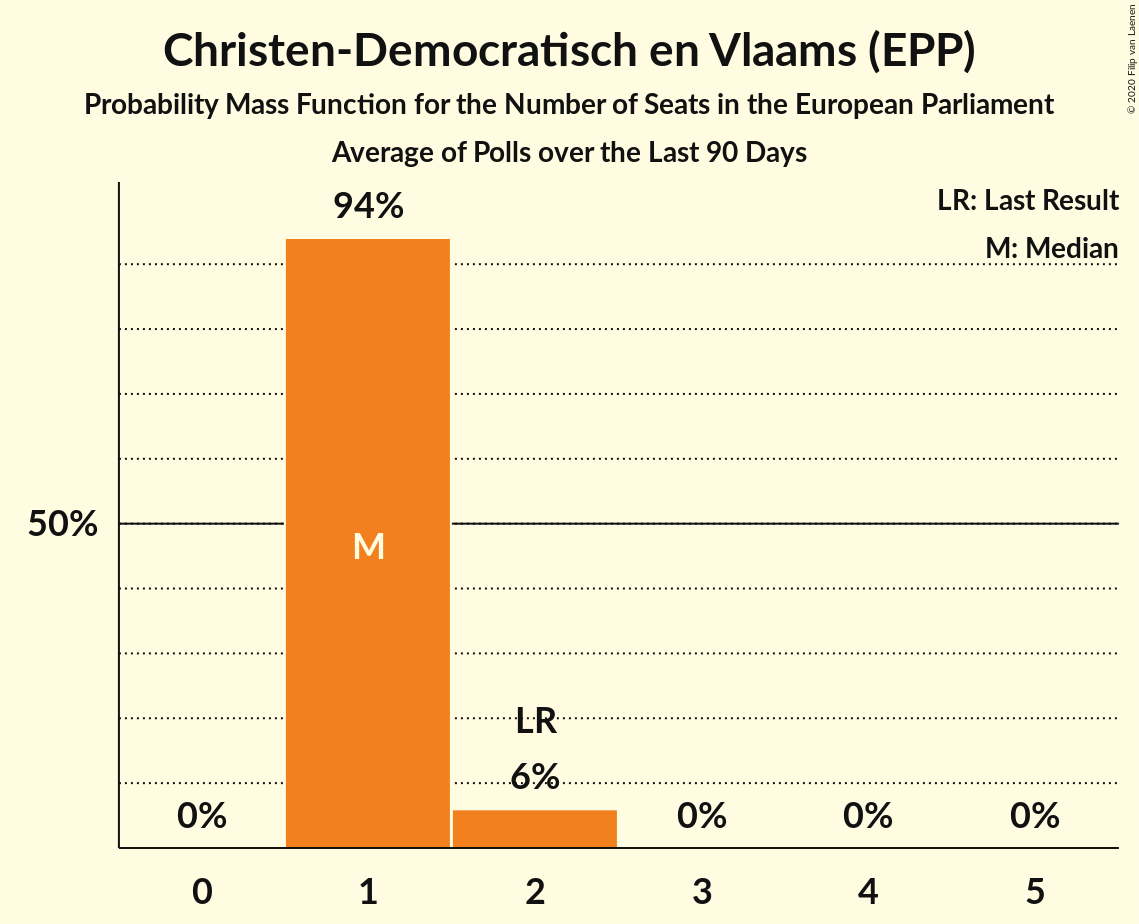 Christen-Democratisch en Vlaams (EPP)
Probability Mass Function for the Number of Seats in the European Parliament
Average of Polls over the Last 90 Days
© 2020 Filip van Laenen
LR: Last Result
M: Median
94%
50%
M
LR
6%
0%
0%
0%
0%
0 1 2 3 4 5